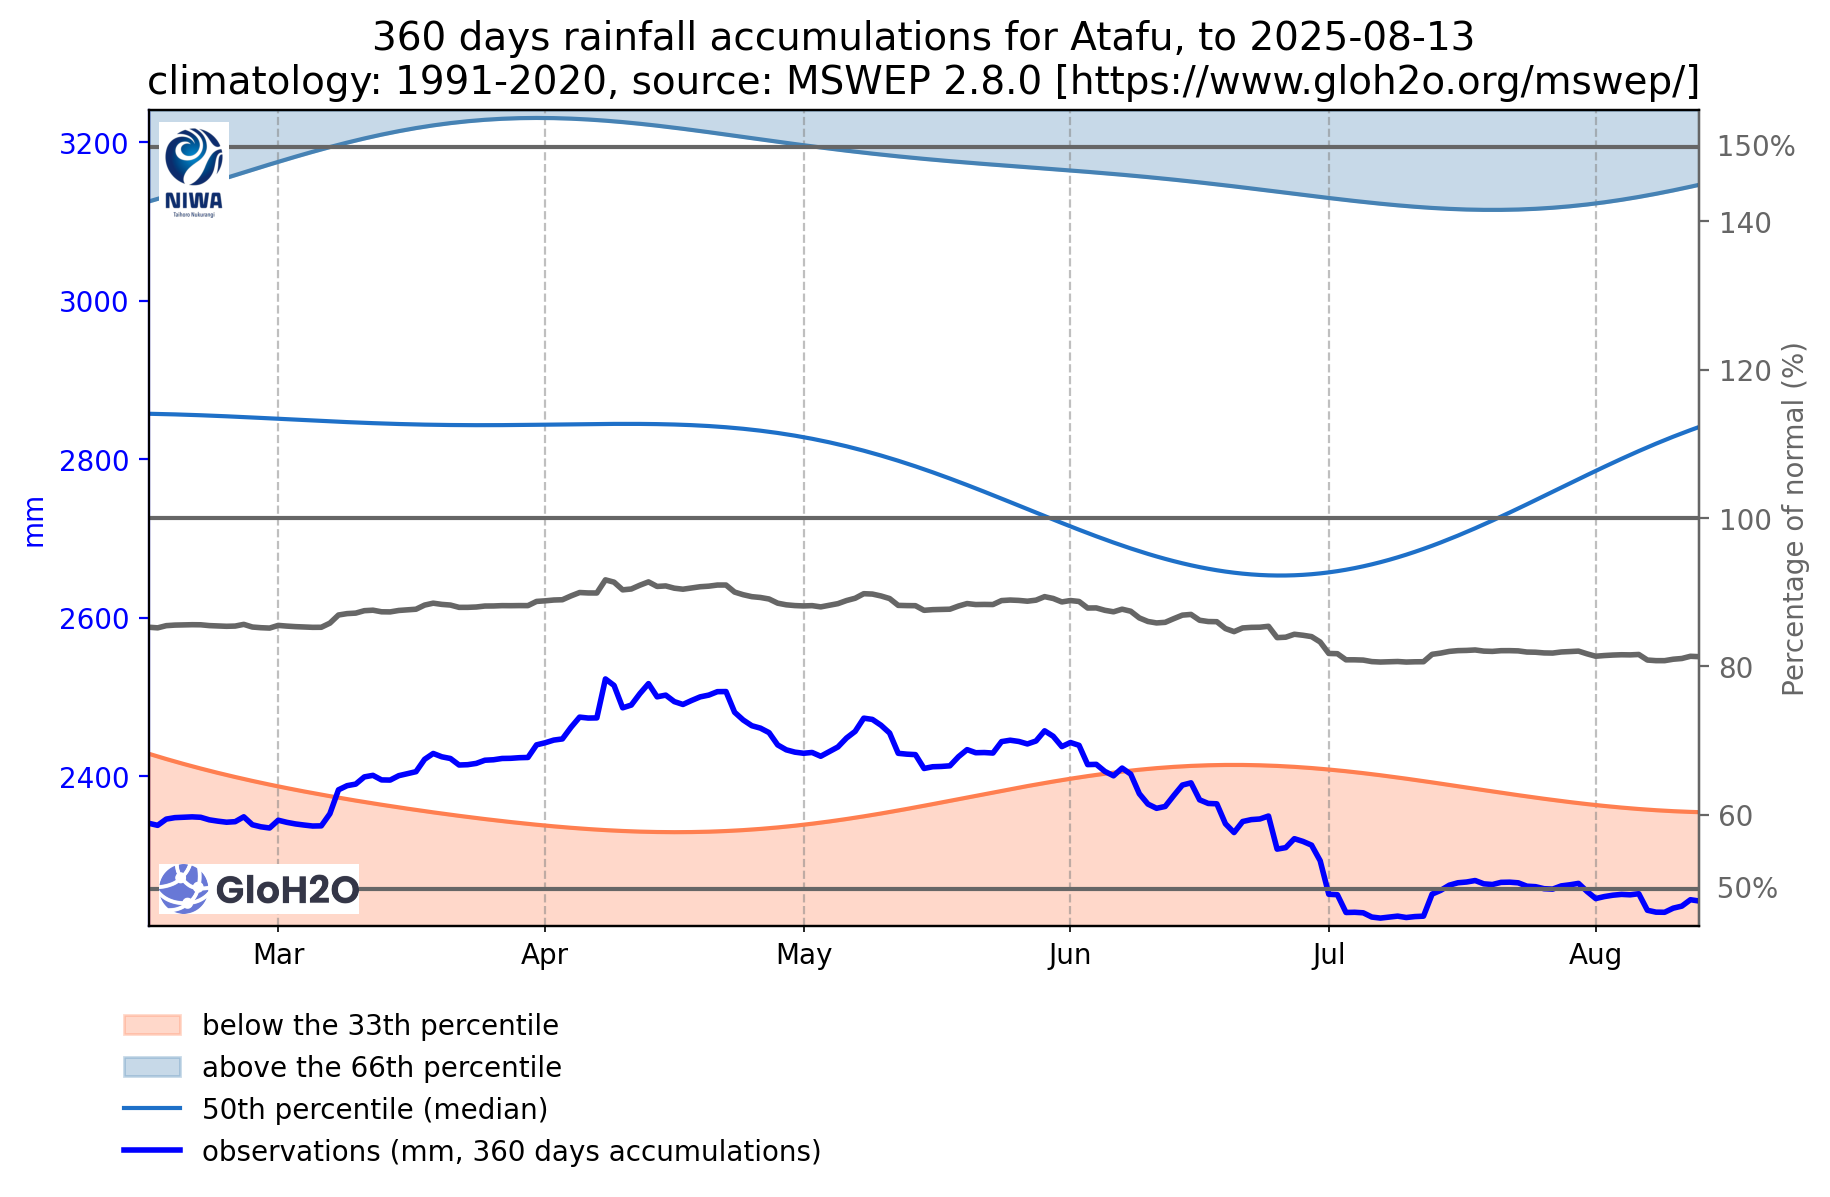 360 days rainfall accumulations for Atafu, to 2025-08-13
climatology: 1991-2020, source: MSWEP 2.8.0 [https://www.gloh2o.org/mswep/]
3200
3000
2800
2600
2400
mm
150%
140
120
100
80
60
50%
Percentage of normal (%)
NIWA
Taihoro Nukurangi
GloH2O
Mar
Apr
May
Jun
Jul
Aug
below the 33th percentile
above the 66th percentile
50th percentile (median)
observations (mm, 360 days accumulations)